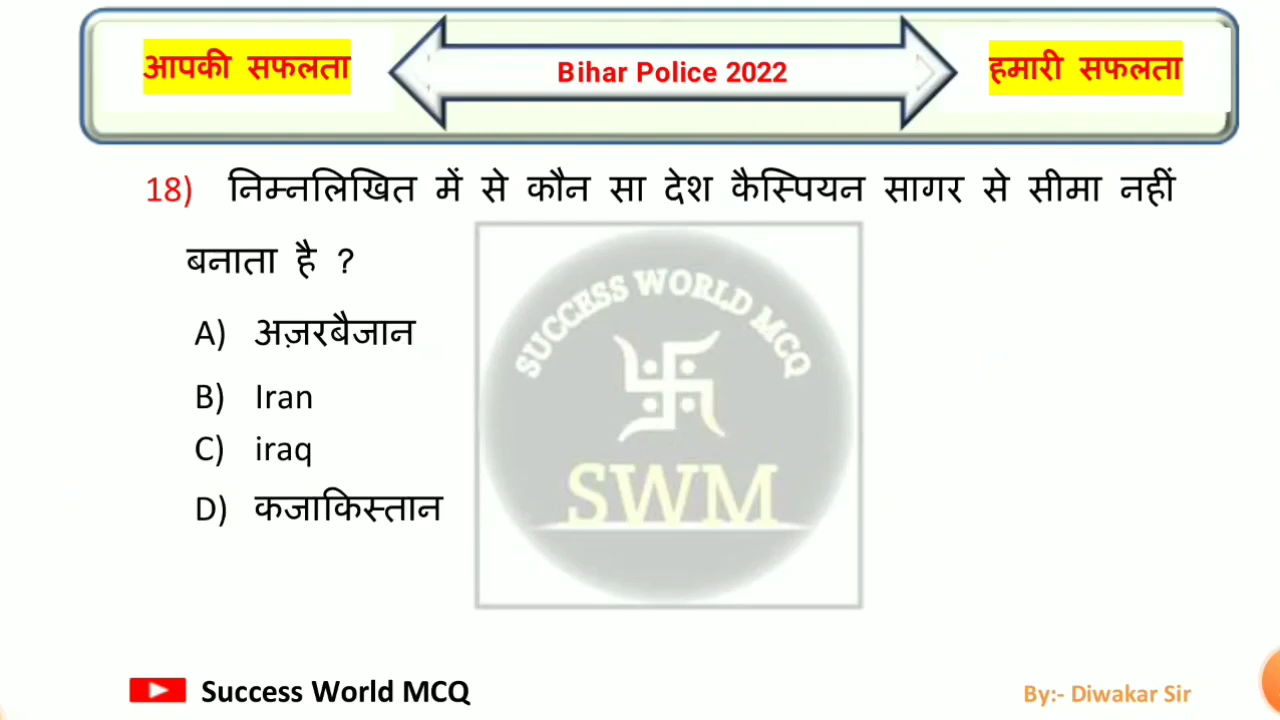 आपकी सफलता
Bihar Police 2022
हमारी सफलता
18) निम्नलिखित में से कौन सा देश कैस्पियन सागर से सीमा नहीं
बनाता है ?
A) अज़रबैजान
B) Iran
C) iraq
D) कजाकिस्तान
SUCCESS WORLD MCQ
SWM
Success World MCQ
By:- Diwakar Sir